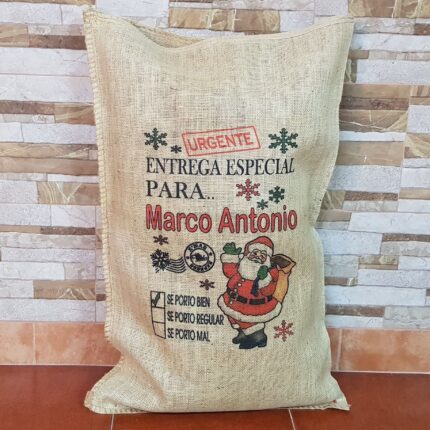 URGENTE
ENTREGA ESPECIAL
PARA..
Marco Antonio
SE PORTO BIEN
SE PORTO REGULAR
SE PORTO MAL